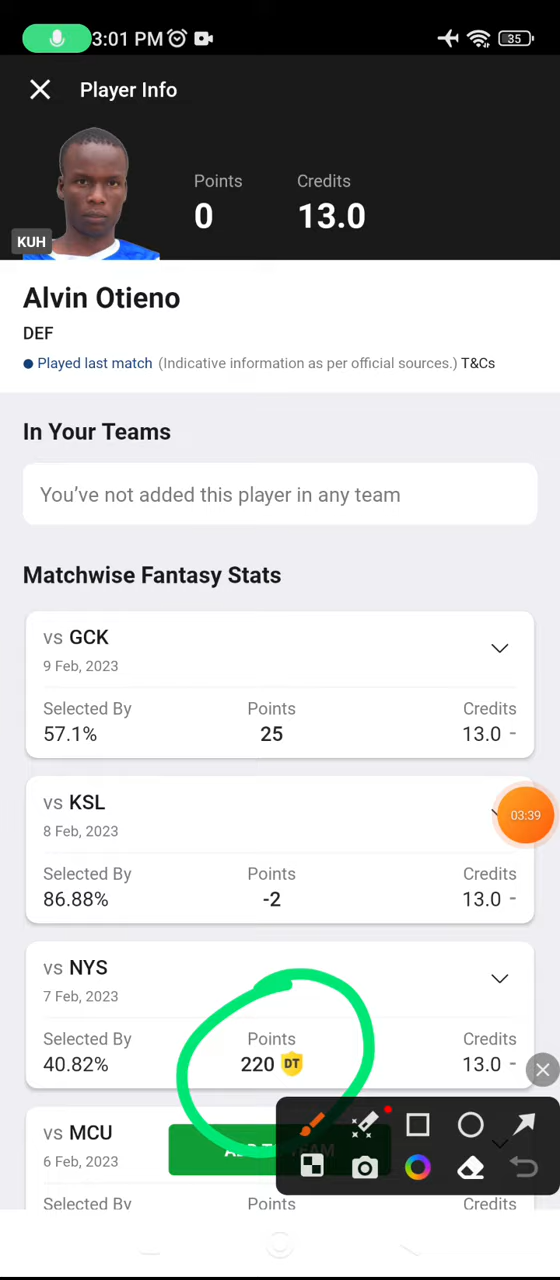 3:01 PM 35
Player Info
Points Credits
0 13.0
KUH
Alvin Otieno
DEF
Played last match (Indicative information as per official sources.) T&Cs
In Your Teams
You've not added this player in any team
Matchwise Fantasy Stats
vs GCK
9 Feb, 2023
Selected By Points Credits
57.1% 25 13.0 -
vs KSL
03:39
8 Feb, 2023
Selected By Points Credits
86.88% -2 13.0 -
vs NYS
7 Feb, 2023
Selected By Points Credits
40.82% 220 DT 13.0 -
vs MCU
6 Feb, 2023
Selected By Points Credits